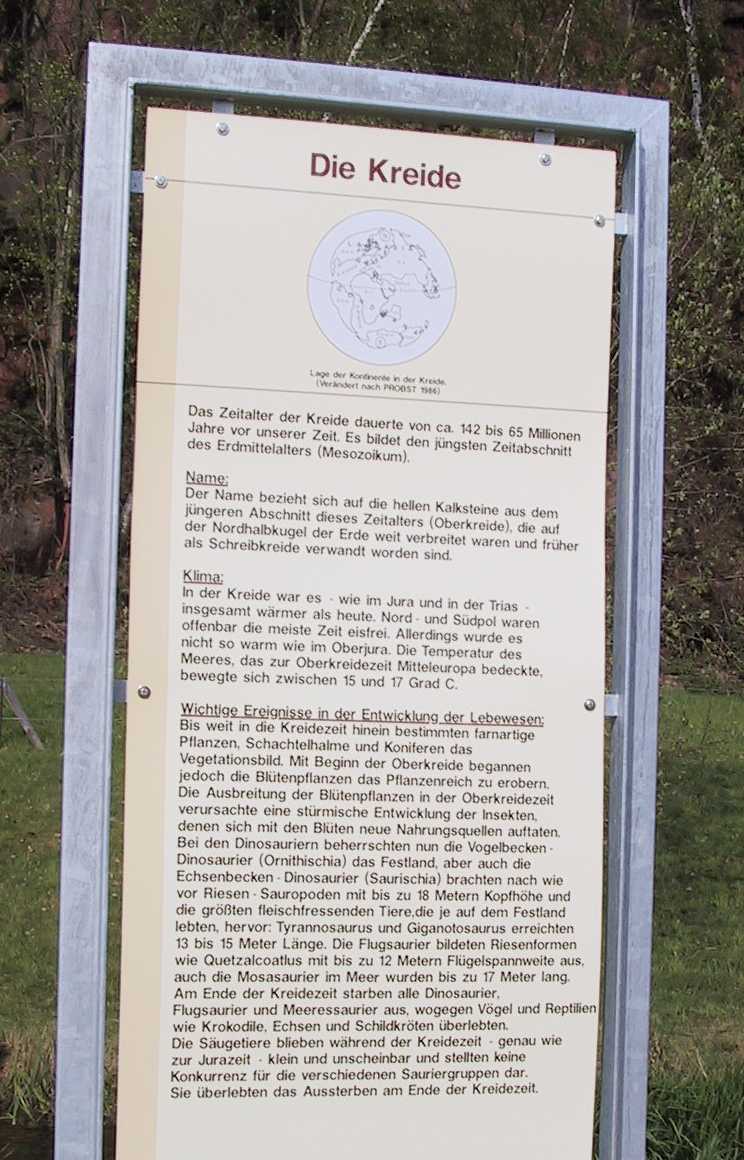 Die Kreide
Lage der Kontinente in der Kreide.
(Verändert nach PROBST 1986)
Das Zeitalter der Kreide dauerte von ca. 142 bis 65 Millionen
Jahre vor unserer Zeit. Es bildet den jüngsten Zeitabschnitt
des Erdmittelalters (Mesozoikum).
Name:
Der Name bezieht sich auf die hellen Kalksteine aus dem
jüngeren Abschnitt dieses Zeitalters (Oberkreide), die auf
der Nordhalbkugel der Erde weit verbreitet waren und früher
als Schreibkreide verwandt worden sind.
Klima:
In der Kreide war es - wie im Jura und in der Trias -
insgesamt wärmer als heute. Nord- und Südpol waren
offenbar die meiste Zeit eisfrei. Allerdings wurde es
nicht so warm wie im Oberjura. Die Temperatur des
Meeres, das zur Oberkreidezeit Mitteleuropa bedeckte,
bewegte sich zwischen 15 und 17 Grad C.
Wichtige Ereignisse in der Entwicklung der Lebewesen:
Bis weit in die Kreidezeit hinein bestimmten farnartige
Pflanzen, Schachtelhalme und Koniferen das
Vegetationsbild. Mit Beginn der Oberkreide begannen
jedoch die Blütenpflanzen das Pflanzenreich zu erobern.
Die Ausbreitung der Blütenpflanzen in der Oberkreidezeit
verursachte eine stürmische Entwicklung der Insekten,
denen sich mit den Blüten neue Nahrungsquellen auftaten.
Bei den Dinosauriern beherrschten nun die Vogelbecken-
Dinosaurier (Ornithischia) das Festland, aber auch die
Echsenbecken-Dinosaurier (Saurischia) brachten nach wie
vor Riesen-Sauropoden mit bis zu 18 Metern Kopfhöhe und
die größten fleischfressenden Tiere,die je auf dem Festland
lebten, hervor: Tyrannosaurus und Giganotosaurus erreichten
13 bis 15 Meter Länge. Die Flugsaurier bildeten Riesenformen
wie Quetzalcoatlus mit bis zu 12 Metern Flügelspannweite aus,
auch die Mosasaurier im Meer wurden bis zu 17 Meter lang.
Am Ende der Kreidezeit starben alle Dinosaurier,
Flugsaurier und Meeressaurier aus, wogegen Vögel und Reptilien
wie Krokodile, Echsen und Schildkröten überlebten.
Die Säugetiere blieben während der Kreidezeit - genau wie
zur Jurazeit - klein und unscheinbar und stellten keine
Konkurrenz für die verschiedenen Sauriergruppen dar.
Sie überlebten das Aussterben am Ende der Kreidezeit.